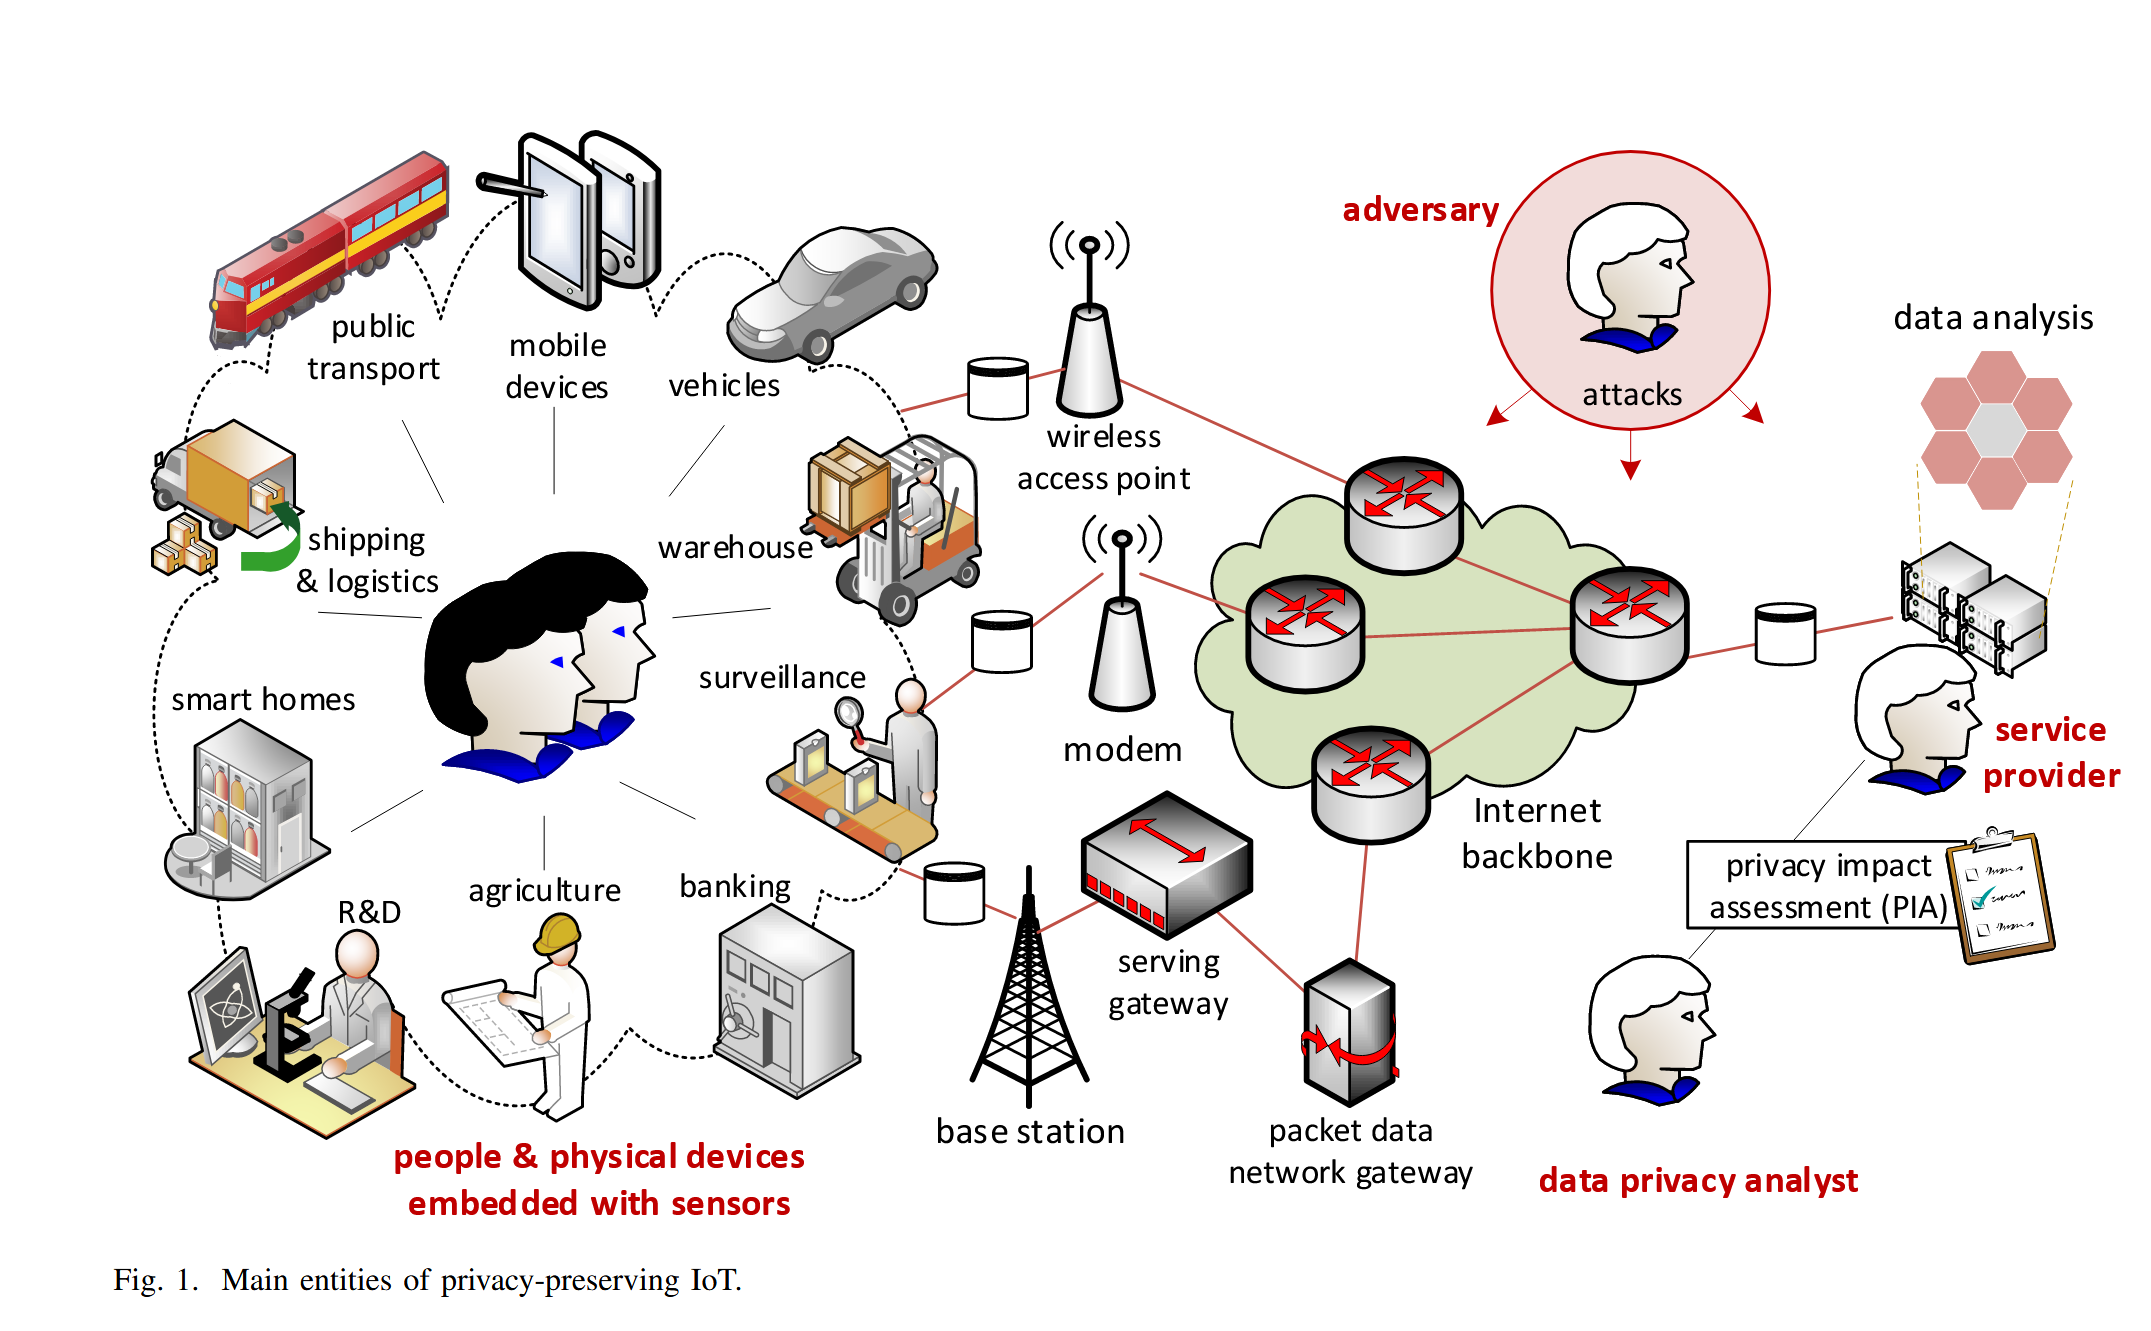 adversary
attacks
data analysis
public
transport
mobile
devices
vehicles
wireless
access point
shipping
& logistics
warehouse
smart homes
surveillance
modem
service
provider
Internet
backbone
privacy impact
assessment (PIA)
R&D
agriculture
banking
serving
gateway
base station
packet data
network gateway
people & physical devices
embedded with sensors
data privacy analyst
Fig. 1. Main entities of privacy-preserving IoT.